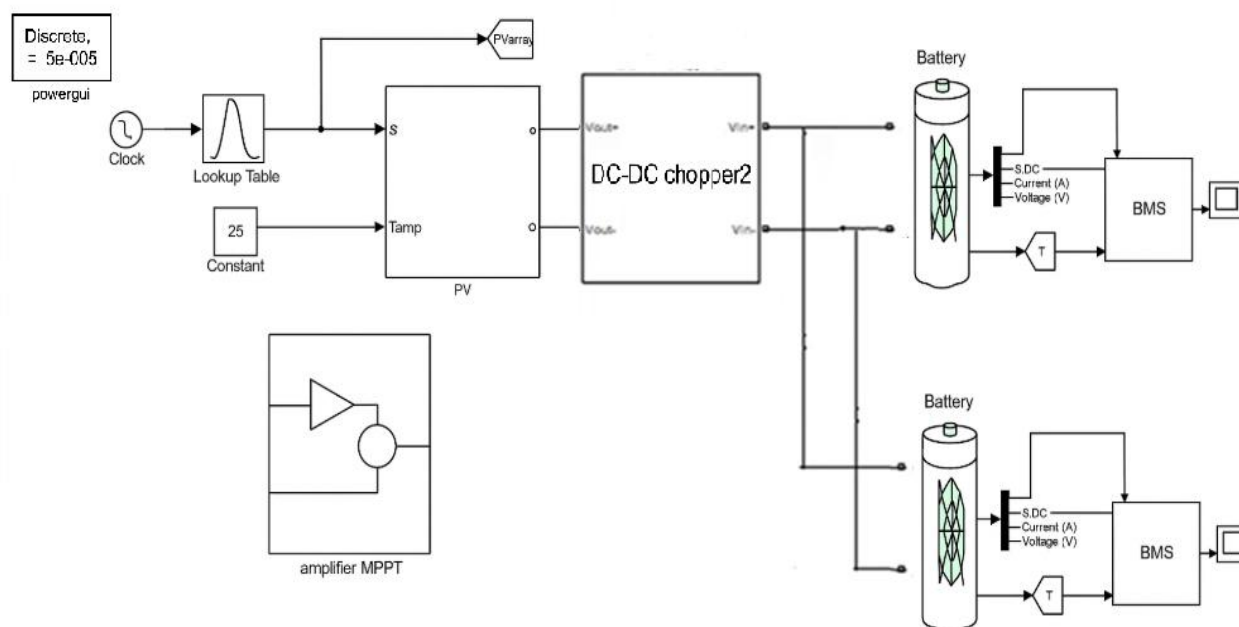 Discrete,
= 5e-005
powergui
Clock
Lookup Table
25
Constant
PVarray
S
Tamp
PV
Vout+
Vout-
DC-DC chopper2
Vin+
Vin-
amplifier MPPT
Battery
S.DC
Current (A)
Voltage (V)
T
BMS
Battery
S.DC
Current (A)
Voltage (V)
T
BMS